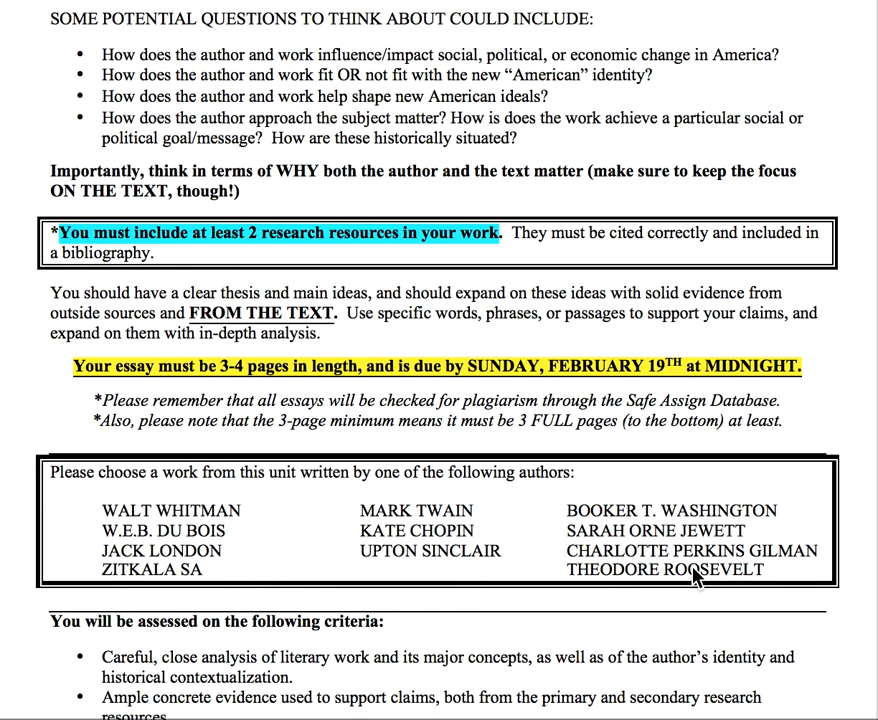 SOME POTENTIAL QUESTIONS TO THINK ABOUT COULD INCLUDE:
• How does the author and work influence/impact social, political, or economic change in America?
• How does the author and work fit OR not fit with the new “American” identity?
• How does the author and work help shape new American ideals?
• How does the author approach the subject matter? How is does the work achieve a particular social or
political goal/message?  How are these historically situated?
Importantly, think in terms of WHY both the author and the text matter (make sure to keep the focus
ON THE TEXT, though!)
*You must include at least 2 research resources in your work.  They must be cited correctly and included in
a bibliography.
You should have a clear thesis and main ideas, and should expand on these ideas with solid evidence from
outside sources and FROM THE TEXT.  Use specific words, phrases, or passages to support your claims, and
expand on them with in-depth analysis.
Your essay must be 3-4 pages in length, and is due by SUNDAY, FEBRUARY 19TH at MIDNIGHT.
*Please remember that all essays will be checked for plagiarism through the Safe Assign Database.
*Also, please note that the 3-page minimum means it must be 3 FULL pages (to the bottom) at least.
Please choose a work from this unit written by one of the following authors:
WALT WHITMAN MARK TWAIN BOOKER T. WASHINGTON
W.E.B. DU BOIS KATE CHOPIN SARAH ORNE JEWETT
JACK LONDON UPTON SINCLAIR CHARLOTTE PERKINS GILMAN
ZITKALA SA THEODORE ROOSEVELT
You will be assessed on the following criteria:
• Careful, close analysis of literary work and its major concepts, as well as of the author’s identity and
historical contextualization.
• Ample concrete evidence used to support claims, both from the primary and secondary research
resources.